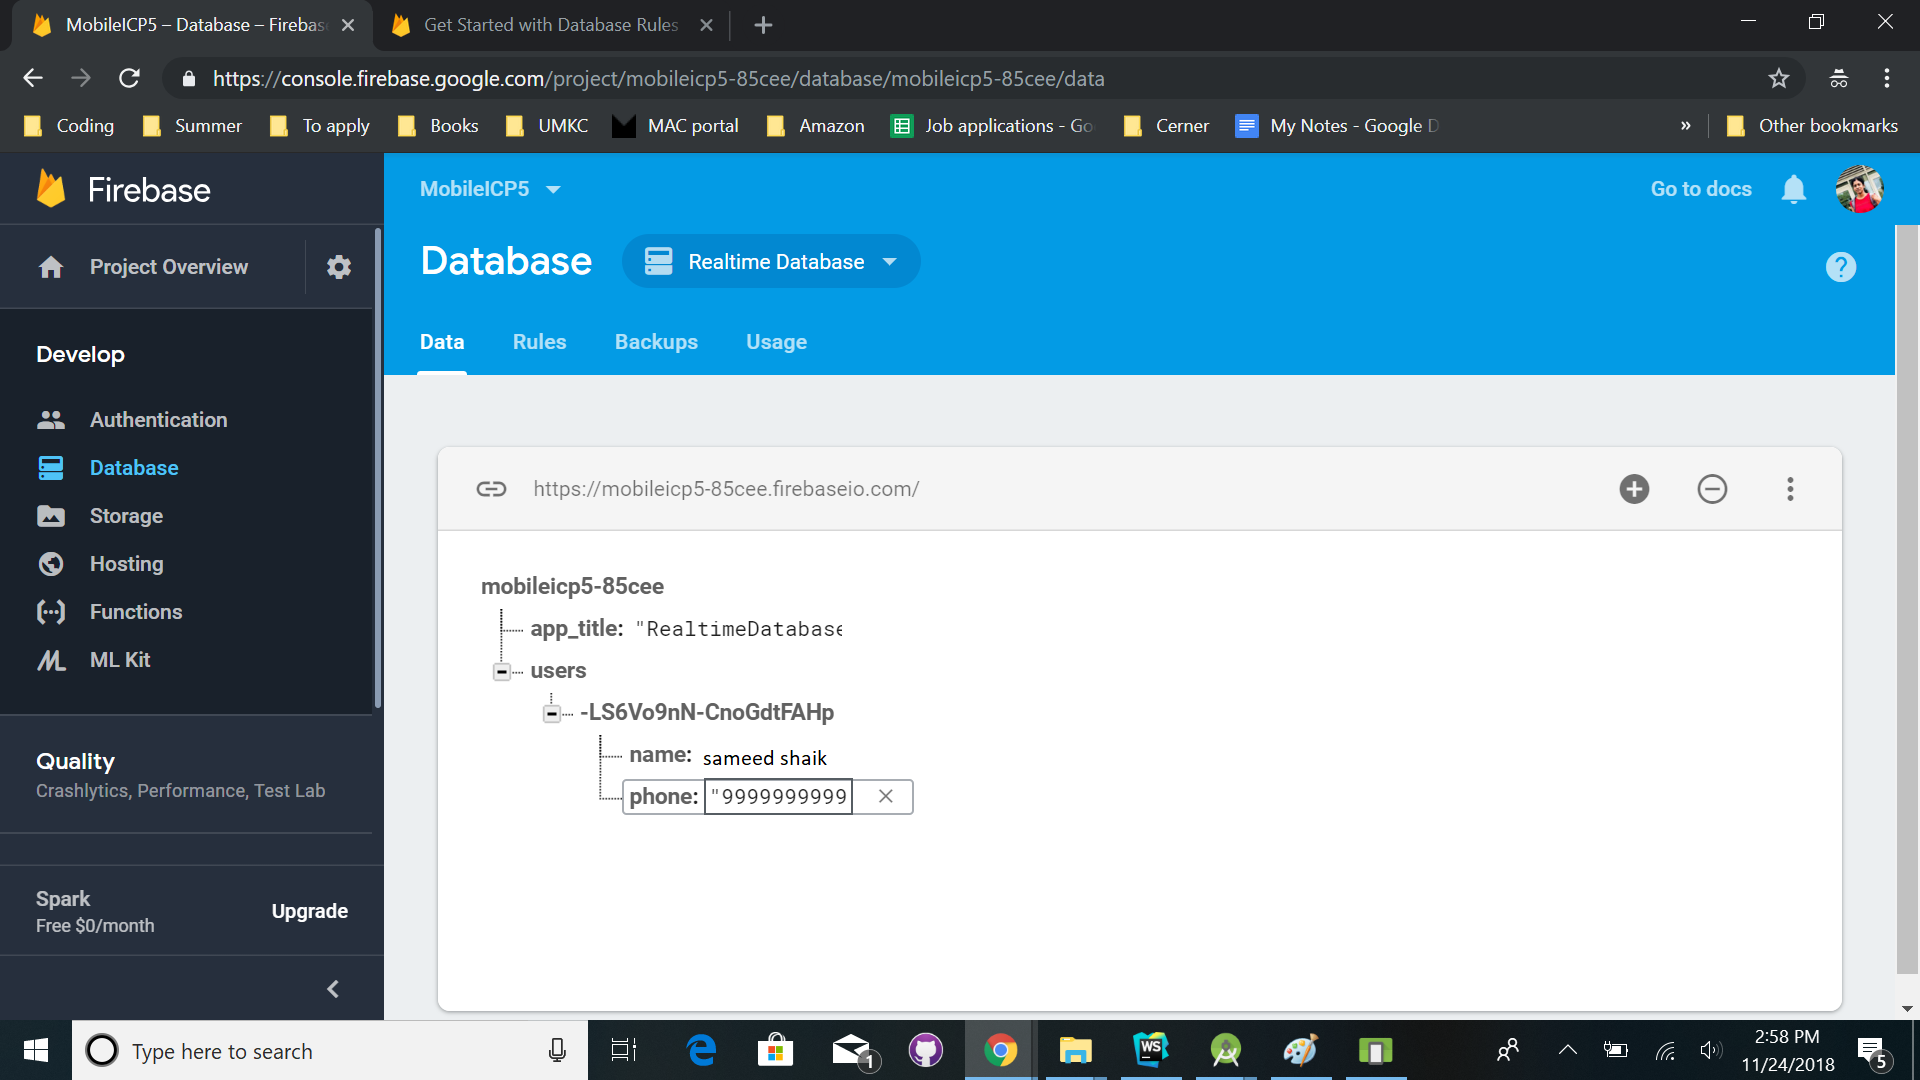 MobileICP5 – Database – Firebas
Get Started with Database Rules
https://console.firebase.google.com/project/mobileicp5-85cee/database/mobileicp5-85cee/data
Coding Summer To apply Books UMKC MAC portal Amazon Job applications - Go Cerner My Notes - Google D » Other bookmarks
Firebase
MobileICP5
Go to docs
Project Overview
Database
Realtime Database
?
Data Rules Backups Usage
Develop
Authentication
Database
Storage
Hosting
Functions
ML Kit
Quality
Crashlytics, Performance, Test Lab
Spark
Free $0/month
Upgrade
https://mobileicp5-85cee.firebaseio.com/
mobileicp5-85cee
app_title: "RealtimeDatabase
users
-LS6Vo9nN-CnoGdtFAHp
name: sameed shaik
phone: "9999999999
Type here to search
1
WS
2:58 PM
11/24/2018
5